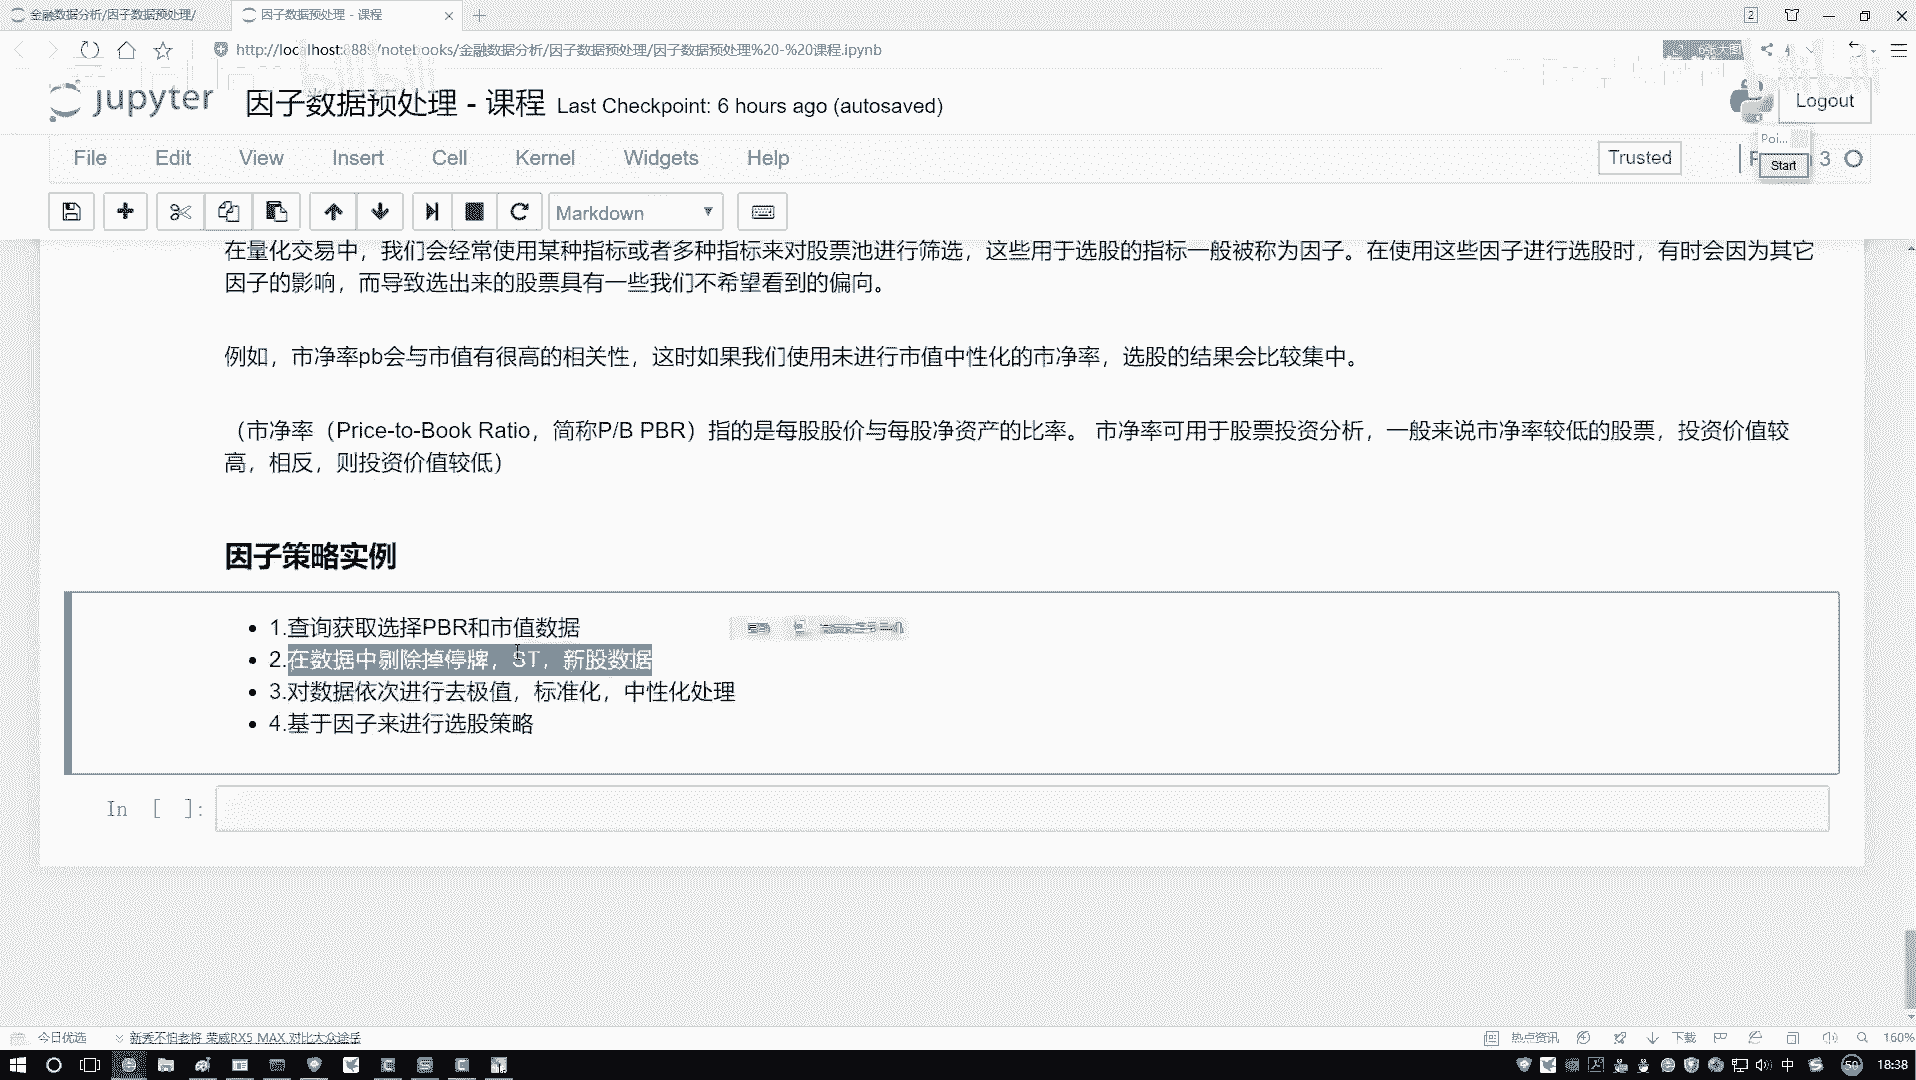 金融数据分析/因子数据预处理/
因子数据预处理 - 课程
2
http://localhost:8889/notebooks/金融数据分析/因子数据预处理/因子数据预处理%20-%20课程.ipynb
jupyter 因子数据预处理 - 课程 Last Checkpoint: 6 hours ago (autosaved)
Logout
File Edit View Insert Cell Kernel Widgets Help
Trusted
Poi...
Start
3
Markdown
在量化交易中，我们会经常使用某种指标或者多种指标来对股票池进行筛选，这些用于选股的指标一般被称为因子。在使用这些因子进行选股时，有时会因为其它
因子的影响，而导致选出来的股票具有一些我们不希望看到的偏向。
例如，市净率pb会与市值有很高的相关性，这时如果我们使用未进行市值中性化的市净率，选股的结果会比较集中。
（市净率（Price-to-Book Ratio，简称P/B PBR）指的是每股股价与每股净资产的比率。 市净率可用于股票投资分析，一般来说市净率较低的股票，投资价值较
高，相反，则投资价值较低）
因子策略实例
• 1.查询获取选择PBR和市值数据
• 2.在数据中剔除掉停牌，ST，新股数据
• 3.对数据依次进行去极值，标准化，中性化处理
• 4.基于因子来进行选股策略
In [ ]:
今日优选
新秀不怕老将 荣威RX5 MAX 对比大众途岳
热点资讯
下载
160%
中
50
18:38